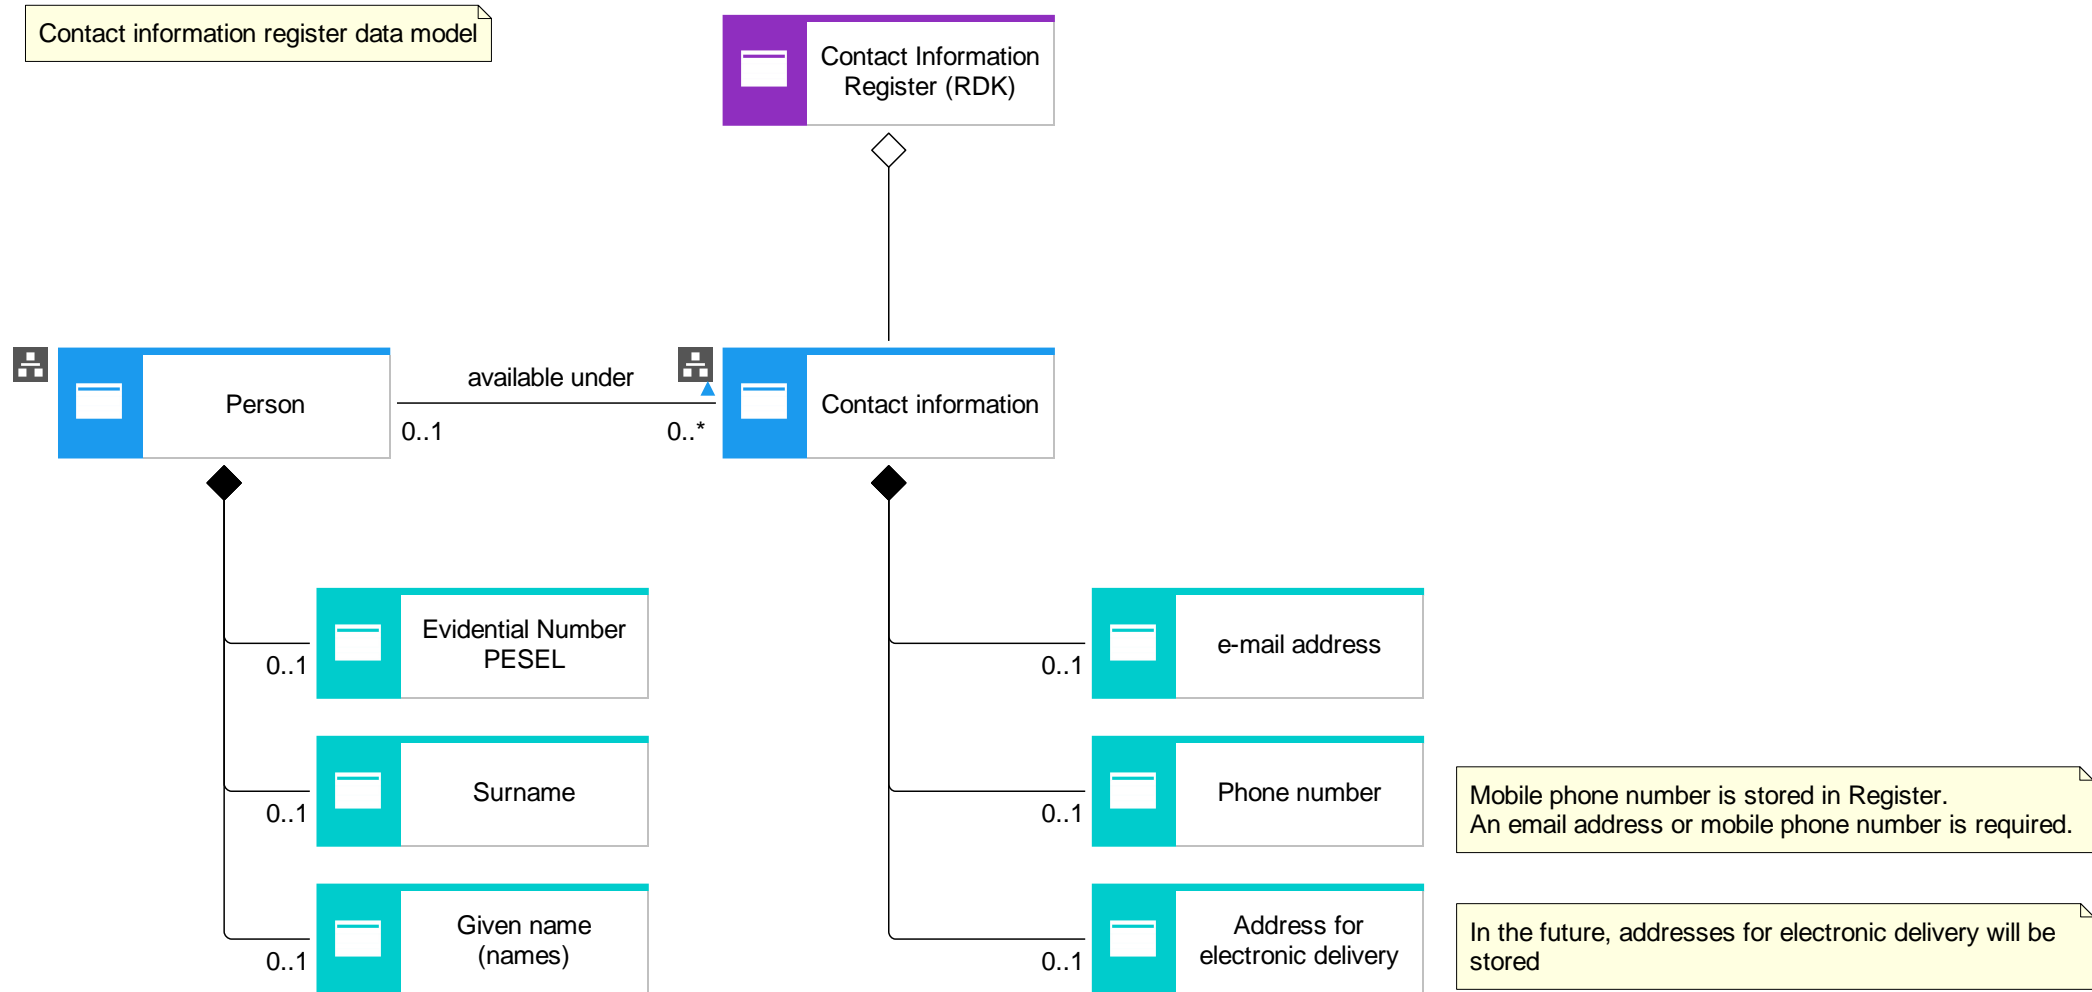 Contact information register data model
Contact Information
Register (RDK)
Person
available under
0..1
0..*
Contact information
Evidential Number
PESEL
0..1
e-mail address
0..1
Surname
0..1
Phone number
0..1
Mobile phone number is stored in Register.
An email address or mobile phone number is required.
Given name
(names)
0..1
Address for
electronic delivery
0..1
In the future, addresses for electronic delivery will be
stored